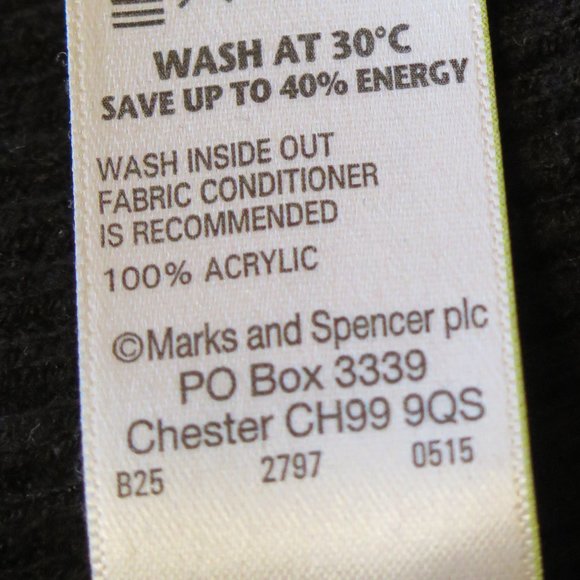 WASH AT 30°C
SAVE UP TO 40% ENERGY
WASH INSIDE OUT
FABRIC CONDITIONER
IS RECOMMENDED
100% ACRYLIC
©Marks and Spencer plc
PO Box 3339
Chester CH99 9QS
B25 2797 0515